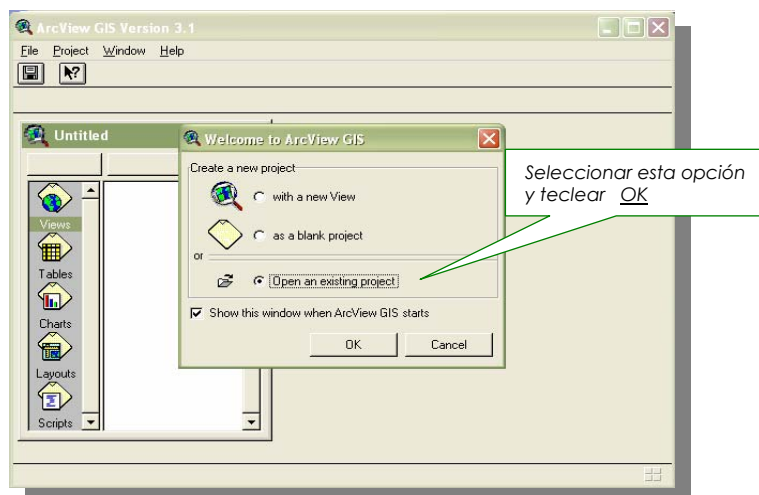 ArcView GIS Version 3.1
File Project Window Help
Untitled
Welcome to ArcView GIS
Create a new project
with a new View
as a blank project
or
Open an existing project
Show this window when ArcView GIS starts
OK Cancel
Views
Tables
Charts
Layouts
Scripts
Seleccionar esta opción
y teclear OK